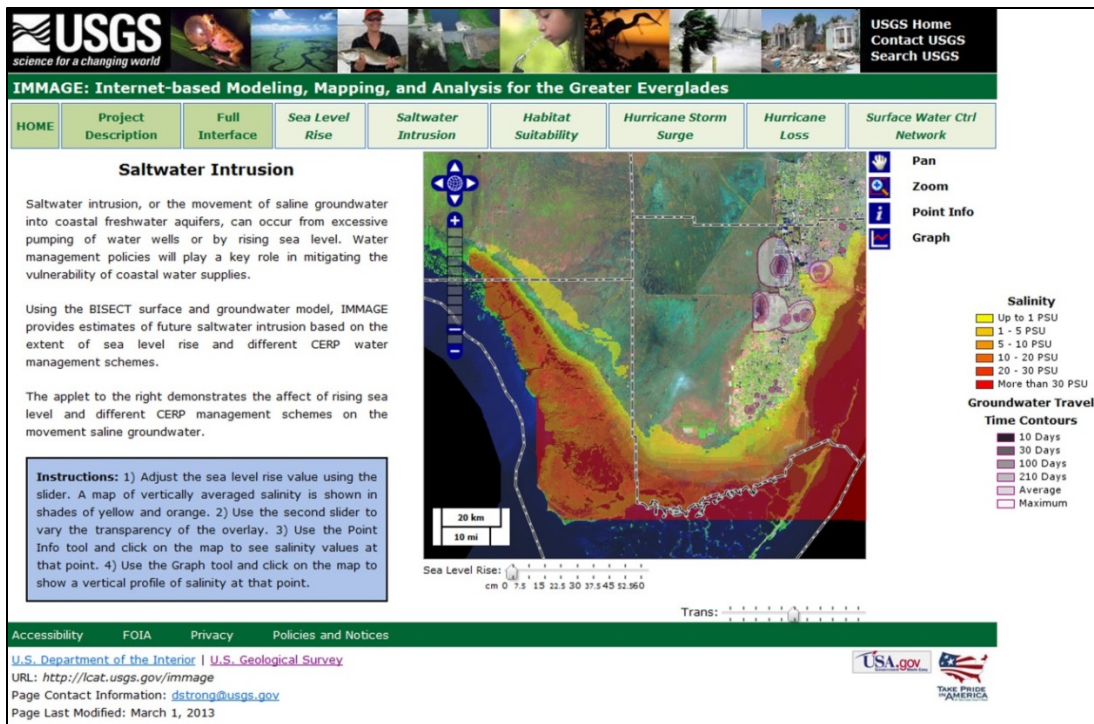 USGS
science for a changing world
USGS Home
Contact USGS
Search USGS
IMMAGE: Internet-based Modeling, Mapping, and Analysis for the Greater Everglades
HOME
Project
Description
Full
Interface
Sea Level
Rise
Saltwater
Intrusion
Habitat
Suitability
Hurricane Storm
Surge
Hurricane
Loss
Surface Water Ctrl
Network
Saltwater Intrusion
Saltwater intrusion, or the movement of saline groundwater
into coastal freshwater aquifers, can occur from excessive
pumping of water wells or by rising sea level. Water
management policies will play a key role in mitigating the
vulnerability of coastal water supplies.
Using the BISECT surface and groundwater model, IMMAGE
provides estimates of future saltwater intrusion based on the
extent of sea level rise and different CERP water
management schemes.
The applet to the right demonstrates the affect of rising sea
level and different CERP management schemes on the
movement saline groundwater.
Instructions: 1) Adjust the sea level rise value using the
slider. A map of vertically averaged salinity is shown in
shades of yellow and orange. 2) Use the second slider to
vary the transparency of the overlay. 3) Use the Point
Info tool and click on the map to see salinity values at
that point. 4) Use the Graph tool and click on the map to
show a vertical profile of salinity at that point.
20 km
10 mi
Sea Level Rise:
cm 0 7.5 15 22.5 30 37.5 45 52.5 60
Trans:
Pan
Zoom
Point Info
Graph
Salinity
Up to 1 PSU
1 - 5 PSU
5 - 10 PSU
10 - 20 PSU
20 - 30 PSU
More than 30 PSU
Groundwater Travel
Time Contours
10 Days
30 Days
100 Days
210 Days
Average
Maximum
Accessibility FOIA Privacy Policies and Notices
U.S. Department of the Interior | U.S. Geological Survey
URL: http://lcat.usgs.gov/immage
Page Contact Information: dstrong@usgs.gov
Page Last Modified: March 1, 2013
USA.gov
TAKE PRIDE
IN AMERICA